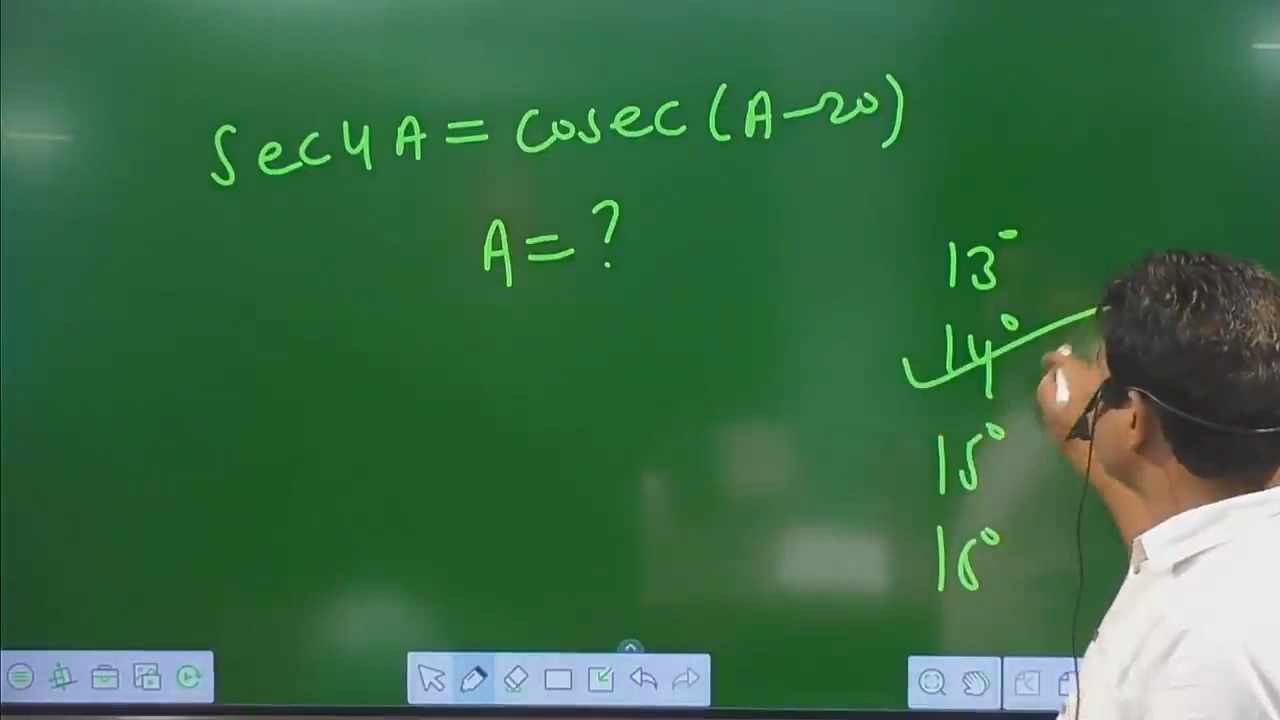 Sec4A = cosec(A-20)
A = ?
13°
14°
15°
16°